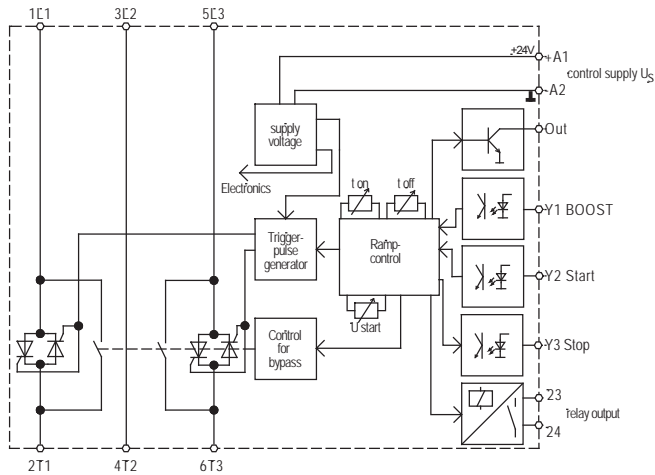 1L1
3L2
5L3
+24V
+A1
control supply US
-A2
supply
voltage
Out
Electronics
t on
t off
Y1 BOOST
Trigger-
pulse
generator
Ramp-
control
Y2 Start
U start
Control
for
bypass
Y3 Stop
23
relay output
24
2T1
4T2
6T3